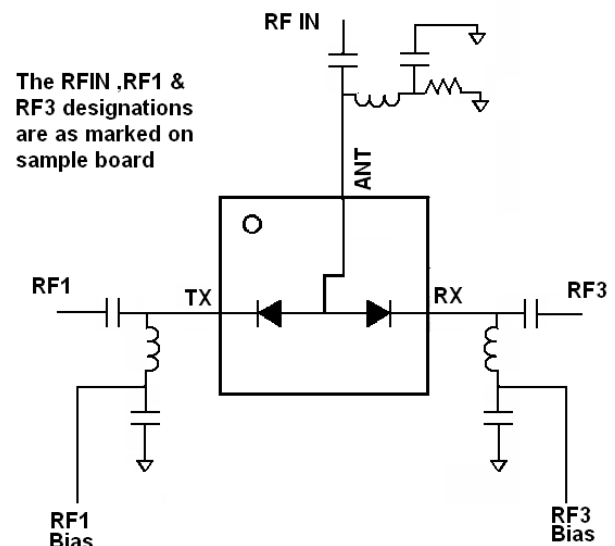 RF IN
The RFIN ,RF1 &
RF3 designations
are as marked on
sample board
ANT
RF1
TX
RX
RF3
RF1
Bias
RF3
Bias